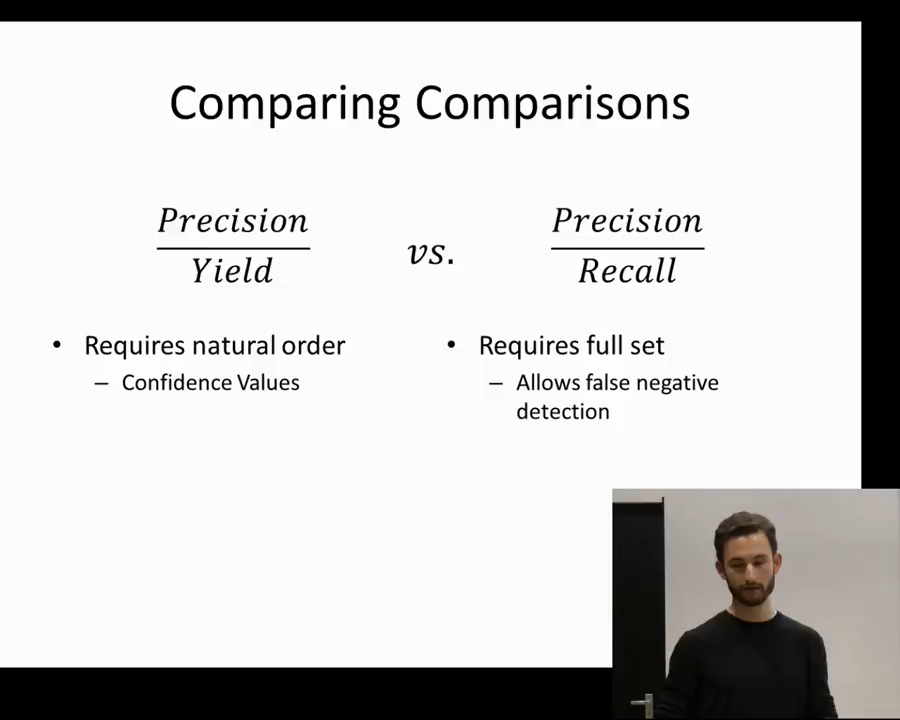 Comparing Comparisons
Precision
Yield
vs.
Precision
Recall
• Requires natural order
– Confidence Values
• Requires full set
– Allows false negative
detection